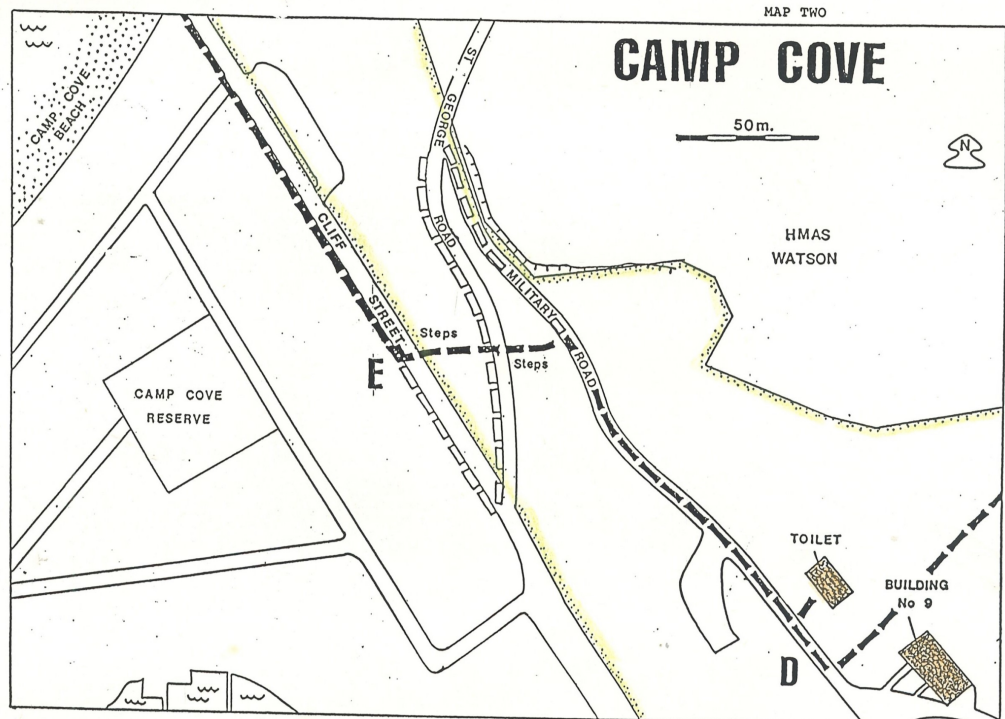 MAP TWO
CAMP COVE
50m.
N
HMAS
WATSON
CAMP COVE
BEACH
ST
GEORGE
ROAD
CLIFF
STREET
MILITARY
ROAD
Steps
Steps
E
CAMP COVE
RESERVE
TOILET
BUILDING
No 9
D